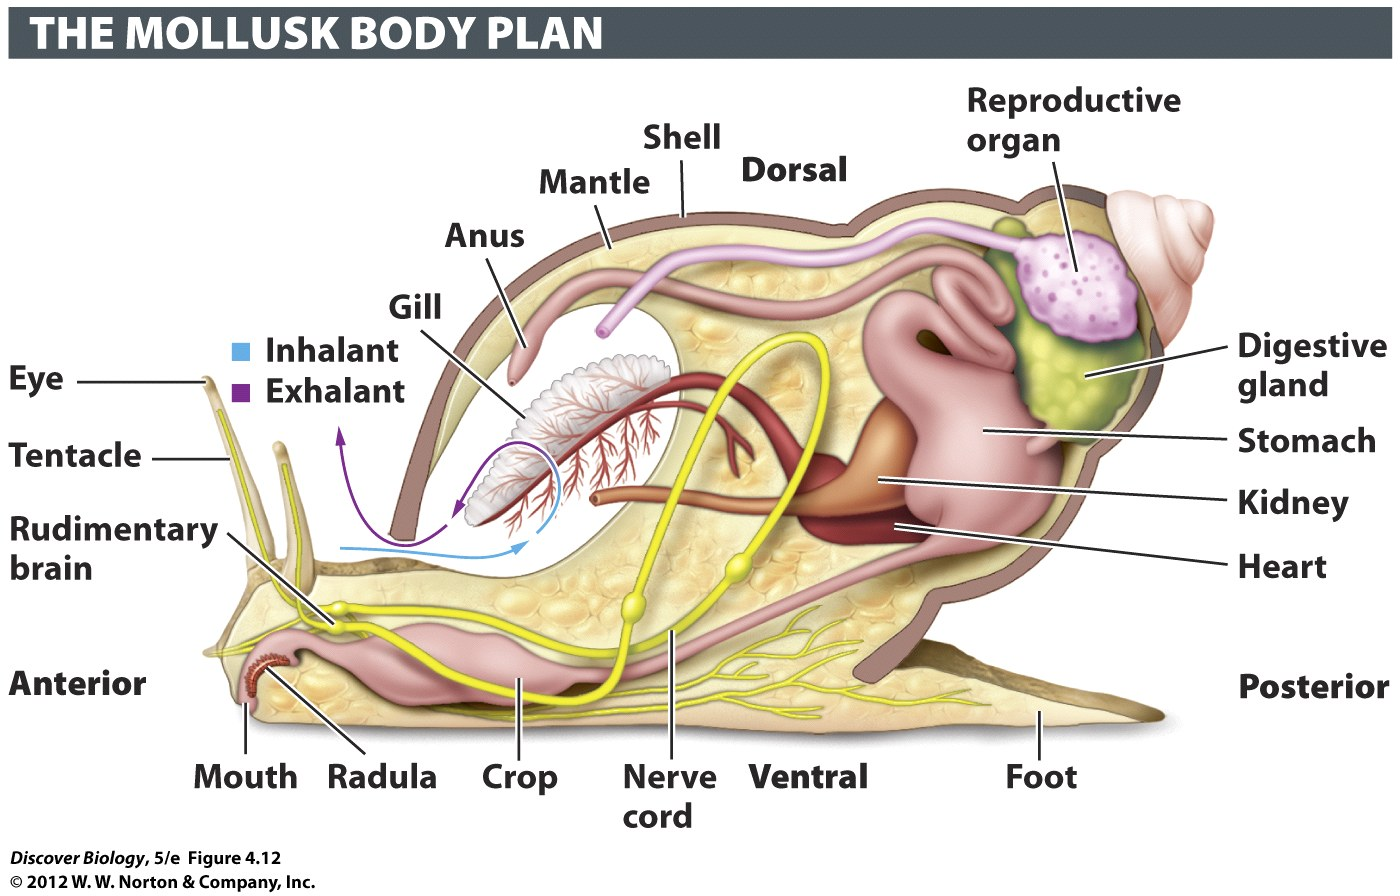 THE MOLLUSK BODY PLAN
Reproductive
organ
Shell
Dorsal
Mantle
Anus
Gill
Inhalant
Exhalant
Eye
Tentacle
Rudimentary
brain
Digestive
gland
Stomach
Kidney
Heart
Anterior
Posterior
Mouth
Radula
Crop
Nerve
cord
Ventral
Foot
Discover Biology, 5/e Figure 4.12
© 2012 W. W. Norton & Company, Inc.